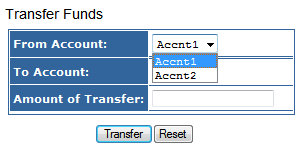 Transfer Funds
From Account: Accnt1
Accnt1
To Account: Accnt2
Amount of Transfer:
Transfer Reset